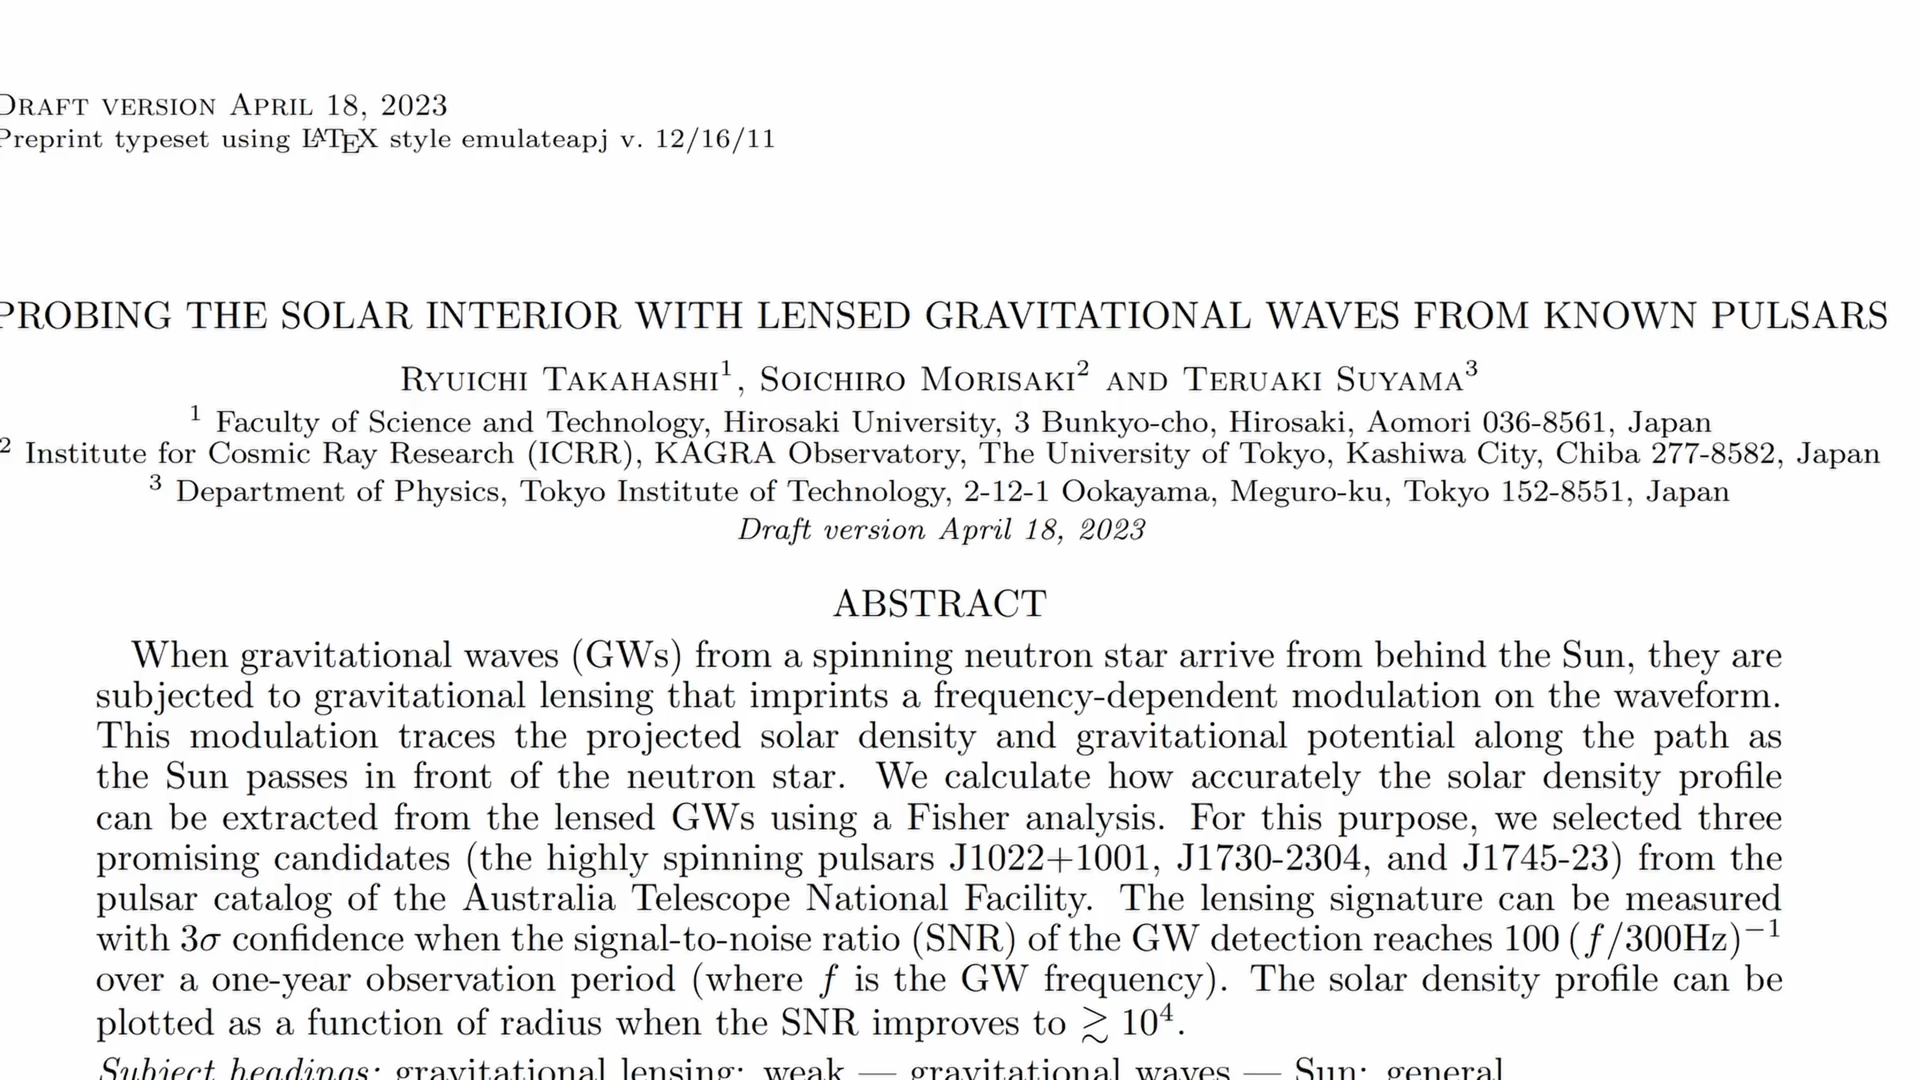 DRAFT VERSION APRIL 18, 2023
Preprint typeset using LATEX style emulateapj v. 12/16/11
PROBING THE SOLAR INTERIOR WITH LENSED GRAVITATIONAL WAVES FROM KNOWN PULSARS
RYUICHI TAKAHASHI¹, SOICHIRO MORISAKI² AND TERUAKI SUYAMA³
¹ Faculty of Science and Technology, Hirosaki University, 3 Bunkyo-cho, Hirosaki, Aomori 036-8561, Japan
² Institute for Cosmic Ray Research (ICRR), KAGRA Observatory, The University of Tokyo, Kashiwa City, Chiba 277-8582, Japan
³ Department of Physics, Tokyo Institute of Technology, 2-12-1 Ookayama, Meguro-ku, Tokyo 152-8551, Japan
Draft version April 18, 2023
ABSTRACT
When gravitational waves (GWs) from a spinning neutron star arrive from behind the Sun, they are
subjected to gravitational lensing that imprints a frequency-dependent modulation on the waveform.
This modulation traces the projected solar density and gravitational potential along the path as
the Sun passes in front of the neutron star. We calculate how accurately the solar density profile
can be extracted from the lensed GWs using a Fisher analysis. For this purpose, we selected three
promising candidates (the highly spinning pulsars J1022+1001, J1730-2304, and J1745-23) from the
pulsar catalog of the Australia Telescope National Facility. The lensing signature can be measured
with 3σ confidence when the signal-to-noise ratio (SNR) of the GW detection reaches 100 (f/300Hz)⁻¹
over a one-year observation period (where f is the GW frequency). The solar density profile can be
plotted as a function of radius when the SNR improves to ≳ 10⁴.
Subject headings: gravitational lensing: weak — gravitational waves — Sun: general